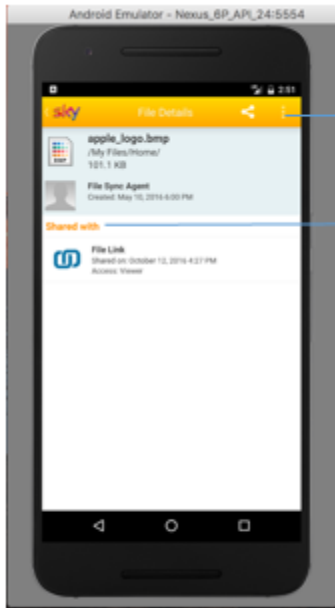 Android Emulator - Nexus_6P_API_24:5554
2:51
sky
File Details
apple_logo.bmp
/My Files/Home/
101.1 KB
BMP
File Sync Agent
Created: May 10, 2016 6:00 PM
Shared with
File Link
Shared on: October 12, 2016 4:27 PM
Access: Viewer